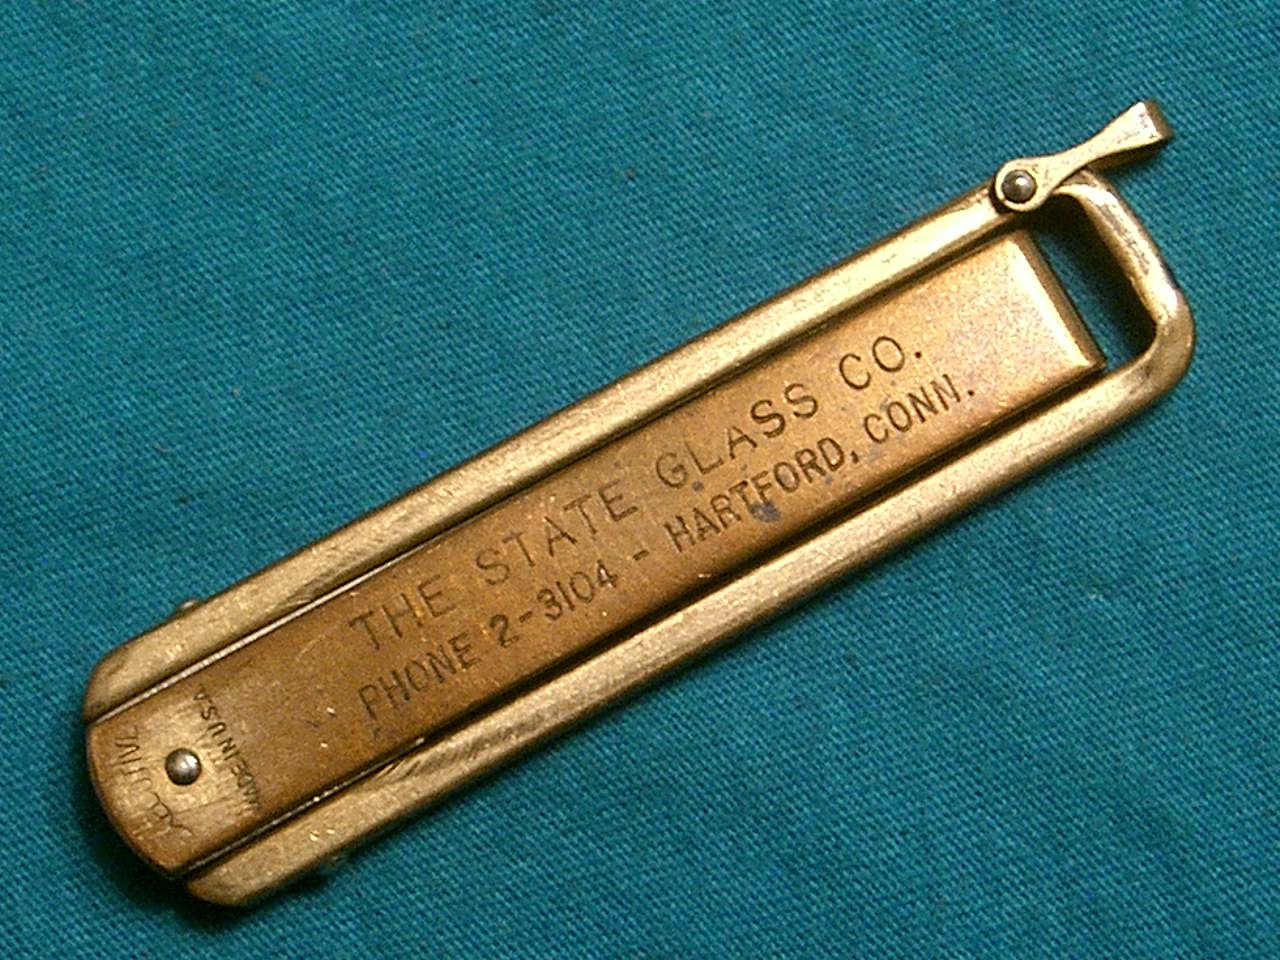 THE STATE GLASS CO.
PHONE 2-3104 - HARTFORD, CONN.
MADE IN USA